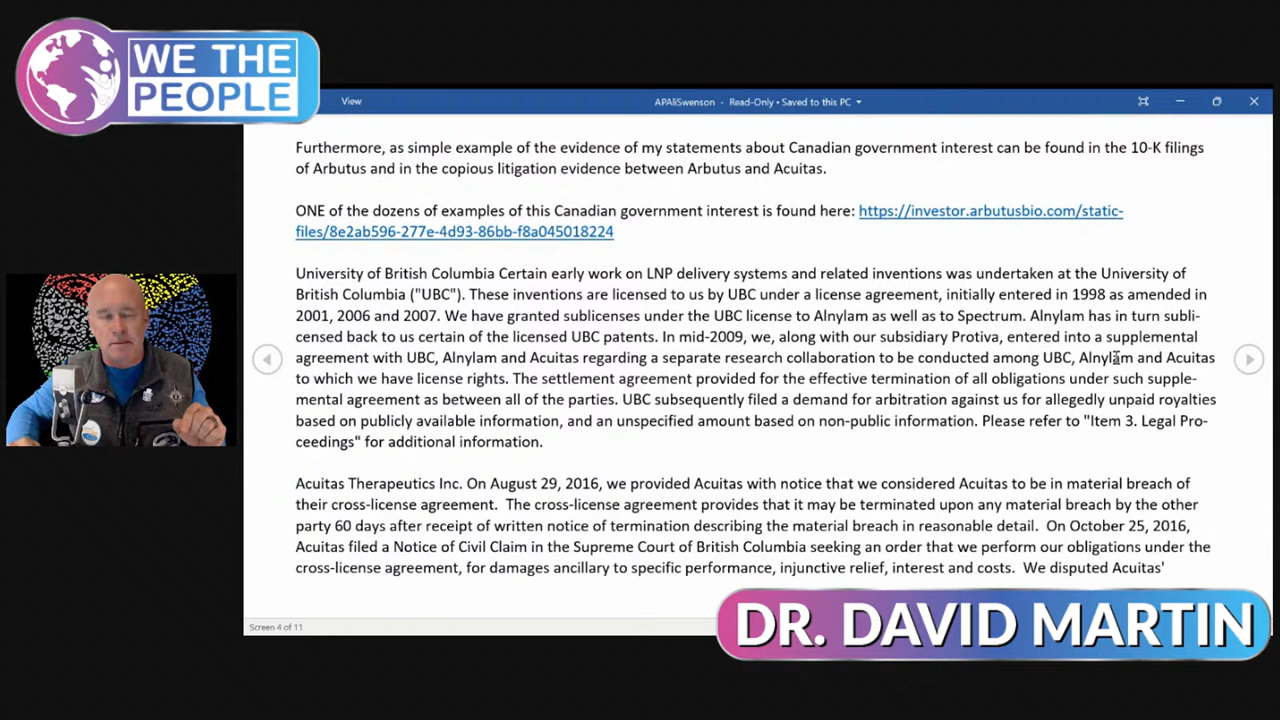 WE THE
PEOPLE
View
APAliSwenson - Read-Only • Saved to this PC
Furthermore, as simple example of the evidence of my statements about Canadian government interest can be found in the 10-K filings
of Arbutus and in the copious litigation evidence between Arbutus and Acuitas.
ONE of the dozens of examples of this Canadian government interest is found here: https://investor.arbutusbio.com/static-
files/8e2ab596-277e-4d93-86bb-f8a045018224
University of British Columbia Certain early work on LNP delivery systems and related inventions was undertaken at the University of
British Columbia ("UBC"). These inventions are licensed to us by UBC under a license agreement, initially entered in 1998 as amended in
2001, 2006 and 2007. We have granted sublicenses under the UBC license to Alnylam as well as to Spectrum. Alnylam has in turn subli-
censed back to us certain of the licensed UBC patents. In mid-2009, we, along with our subsidiary Protiva, entered into a supplemental
agreement with UBC, Alnylam and Acuitas regarding a separate research collaboration to be conducted among UBC, Alnylam and Acuitas
to which we have license rights. The settlement agreement provided for the effective termination of all obligations under such supple-
mental agreement as between all of the parties. UBC subsequently filed a demand for arbitration against us for allegedly unpaid royalties
based on publicly available information, and an unspecified amount based on non-public information. Please refer to "Item 3. Legal Pro-
ceedings" for additional information.
Acuitas Therapeutics Inc. On August 29, 2016, we provided Acuitas with notice that we considered Acuitas to be in material breach of
their cross-license agreement. The cross-license agreement provides that it may be terminated upon any material breach by the other
party 60 days after receipt of written notice of termination describing the material breach in reasonable detail. On October 25, 2016,
Acuitas filed a Notice of Civil Claim in the Supreme Court of British Columbia seeking an order that we perform our obligations under the
cross-license agreement, for damages ancillary to specific performance, injunctive relief, interest and costs. We disputed Acuitas'
Screen 4 of 11
DR. DAVID MARTIN